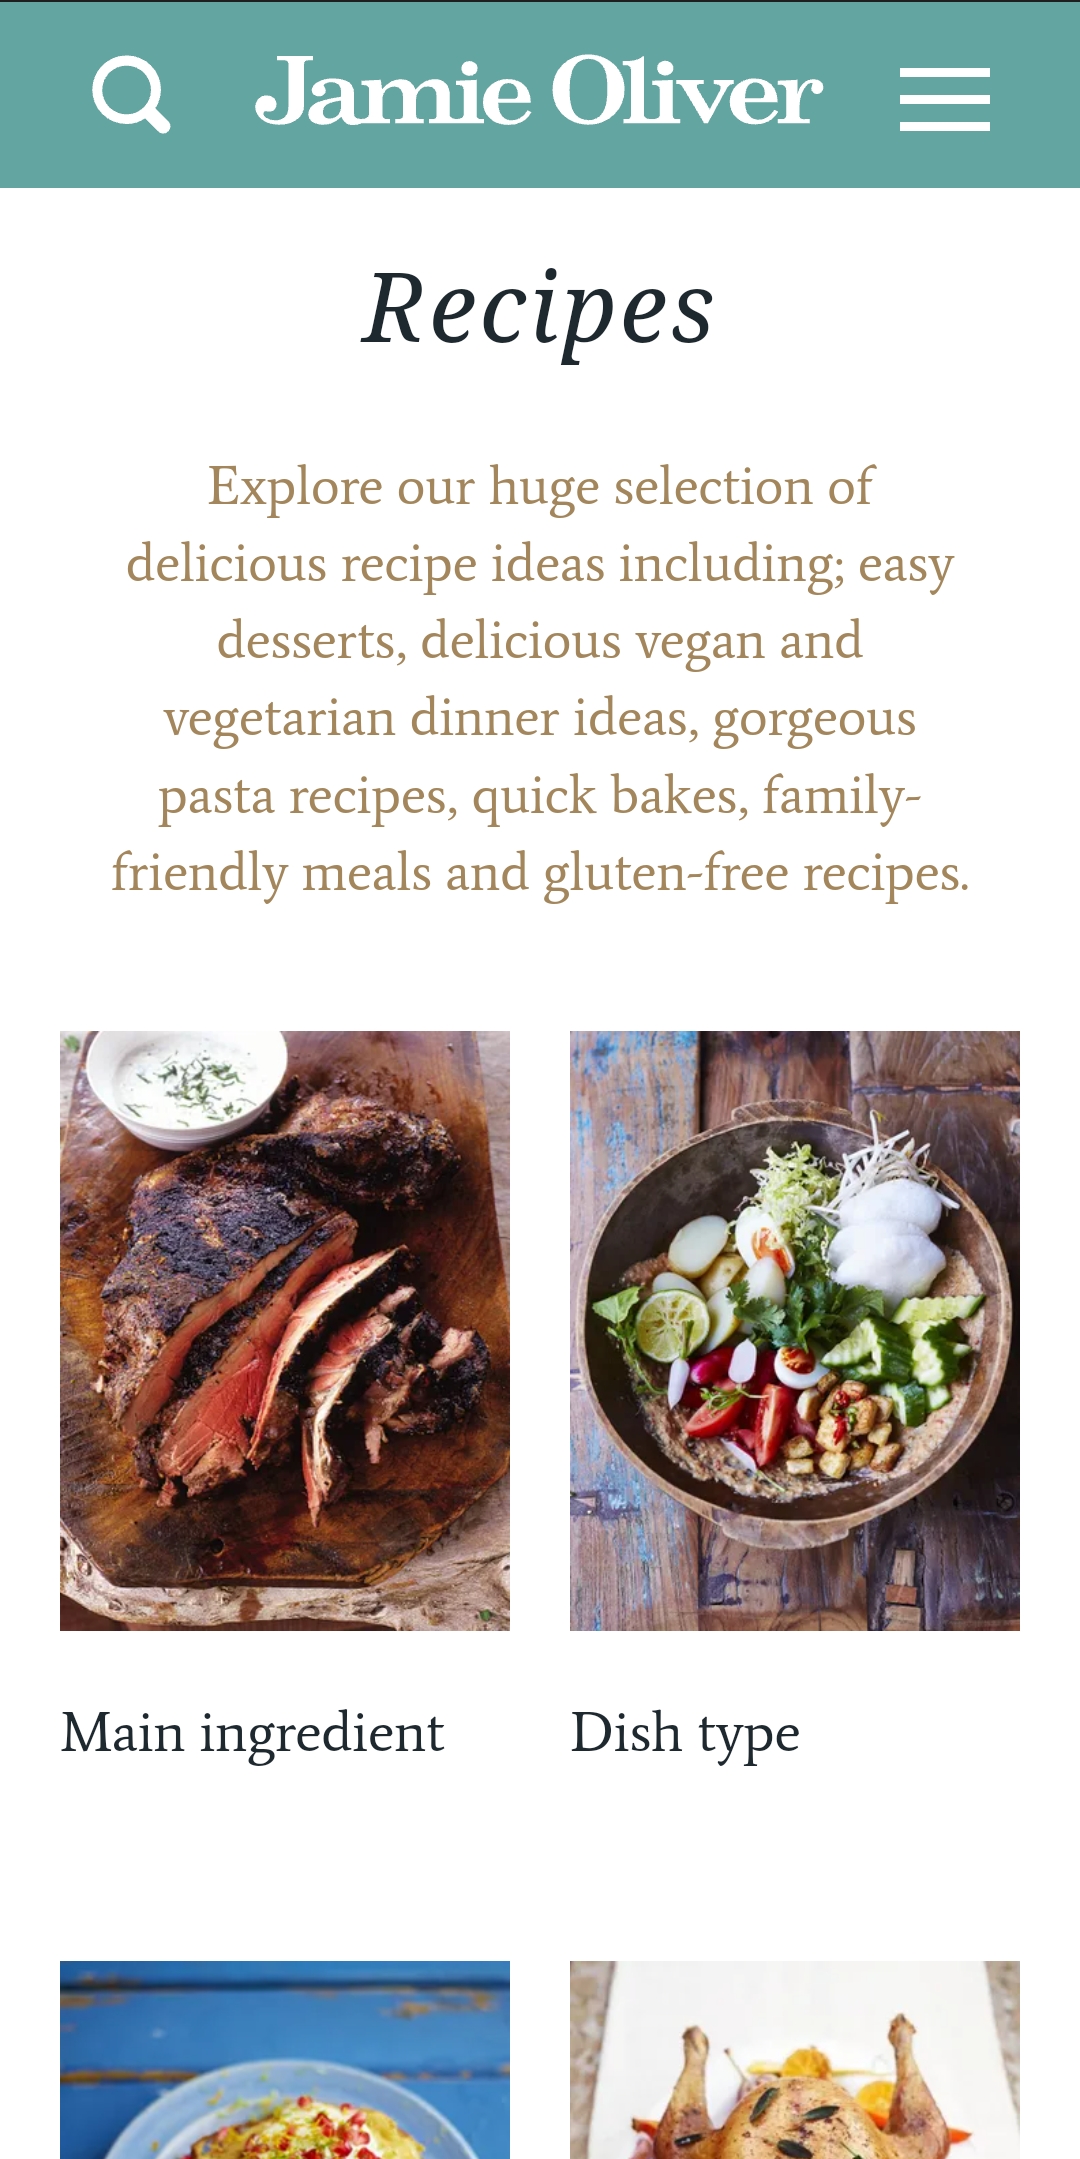 Jamie Oliver
Recipes
Explore our huge selection of
delicious recipe ideas including; easy
desserts, delicious vegan and
vegetarian dinner ideas, gorgeous
pasta recipes, quick bakes, family-
friendly meals and gluten-free recipes.
Main ingredient
Dish type